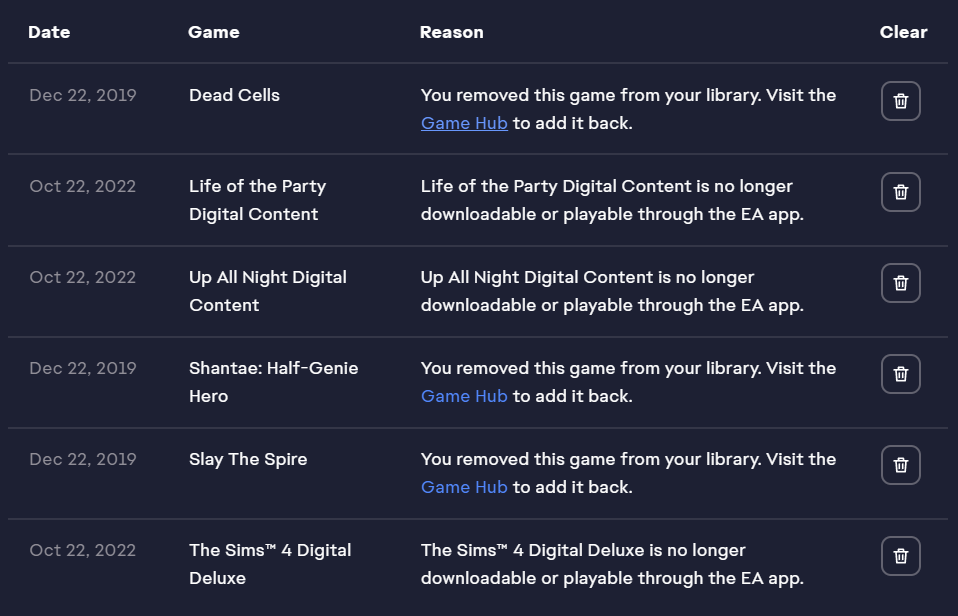 Date Game Reason Clear
Dec 22, 2019 Dead Cells You removed this game from your library. Visit the
Game Hub to add it back.
Oct 22, 2022 Life of the Party Life of the Party Digital Content is no longer
Digital Content downloadable or playable through the EA app.
Oct 22, 2022 Up All Night Digital Up All Night Digital Content is no longer
Content downloadable or playable through the EA app.
Dec 22, 2019 Shantae: Half-Genie You removed this game from your library. Visit the
Hero Game Hub to add it back.
Dec 22, 2019 Slay The Spire You removed this game from your library. Visit the
Game Hub to add it back.
Oct 22, 2022 The Sims™ 4 Digital The Sims™ 4 Digital Deluxe is no longer
Deluxe downloadable or playable through the EA app.